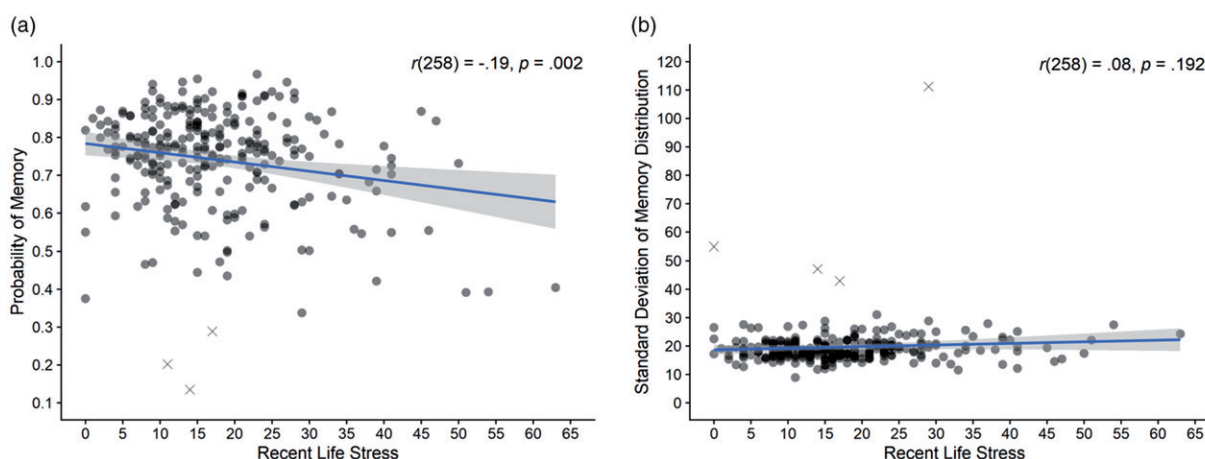 (a)
r(258) = -.19, p = .002
Probability of Memory
1.0
0.9
0.8
0.7
0.6
0.5
0.4
0.3
0.2
0.1
0 5 10 15 20 25 30 35 40 45 50 55 60 65
Recent Life Stress
(b)
r(258) = .08, p = .192
Standard Deviation of Memory Distribution
120
110
100
90
80
70
60
50
40
30
20
10
0
0 5 10 15 20 25 30 35 40 45 50 55 60 65
Recent Life Stress